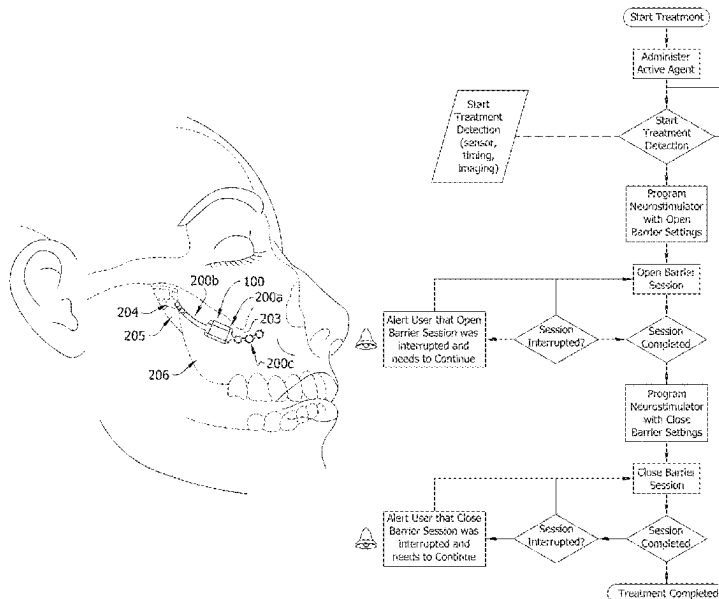 Start Treatment
Administer
Active Agent
Start
Treatment
Detection
(sensor,
timing,
imaging)
Start
Treatment
Detection
Program
Neurostimulator
with Open
Barrier Settings
200b
100
200a
203
204
205
206
200c
Open Barrier
Session
Alert User that Open
Barrier Session was
interrupted and
needs to Continue
Session
Interrupted?
Session
Completed
Program
Neurostimulator
with Close
Barrier Settings
Close Barrier
Session
Alert User that Close
Barrier Session was
interrupted and
needs to Continue
Session
Interrupted?
Session
Completed
Treatment Completed